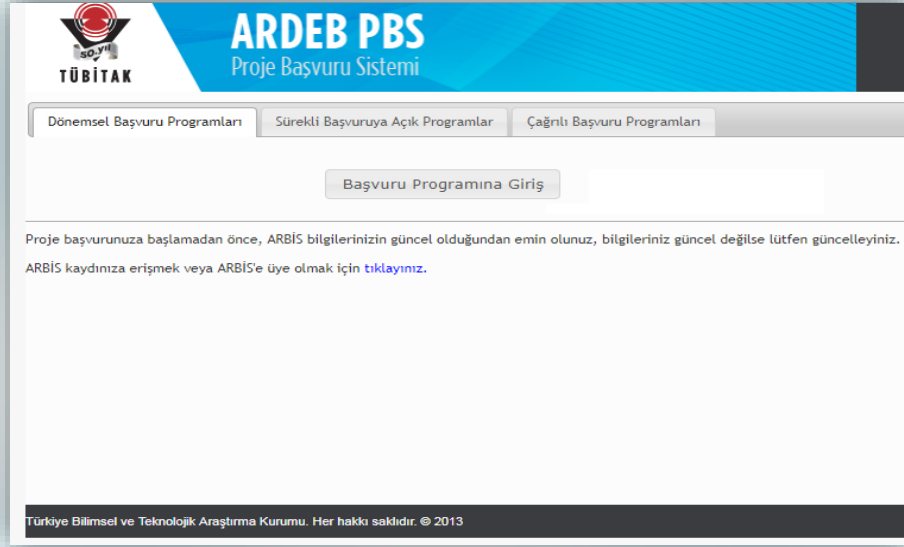 50.yıl
TÜBİTAK
ARDEB PBS
Proje Başvuru Sistemi
Dönemsel Başvuru Programları
Sürekli Başvuruya Açık Programlar
Çağrılı Başvuru Programları
Başvuru Programına Giriş
Proje başvurunuza başlamadan önce, ARBİS bilgilerinizin güncel olduğundan emin olunuz, bilgileriniz güncel değilse lütfen güncelleyiniz.
ARBİS kaydınıza erişmek veya ARBİS'e üye olmak için tıklayınız.
Türkiye Bilimsel ve Teknolojik Araştırma Kurumu. Her hakkı saklıdır. © 2013